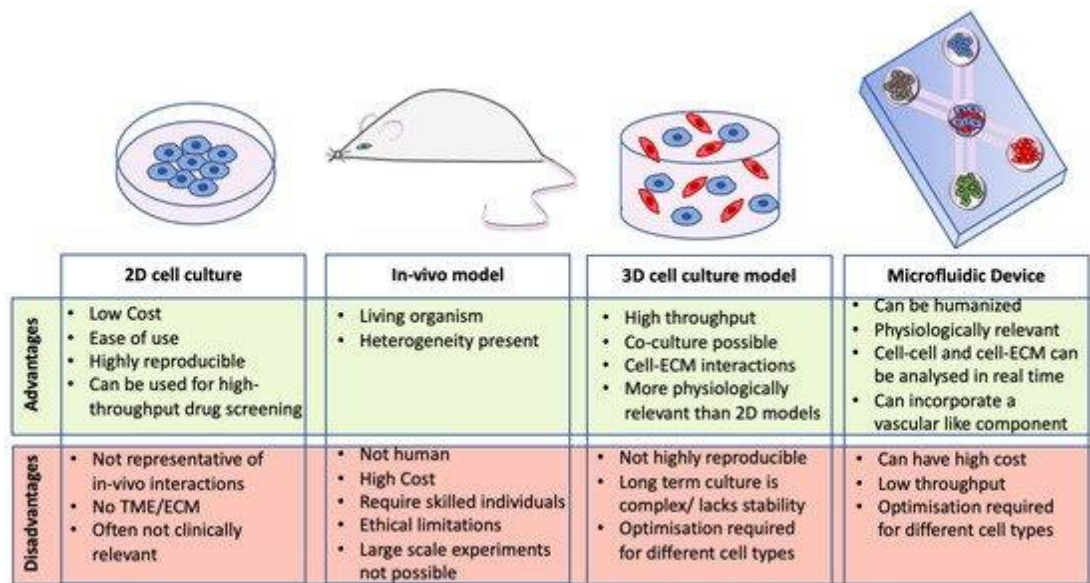 2D cell culture
In-vivo model
3D cell culture model
Microfluidic Device
Advantages
• Low Cost
• Ease of use
• Highly reproducible
• Can be used for high-
throughput drug screening
• Living organism
• Heterogeneity present
• High throughput
• Co-culture possible
• Cell-ECM interactions
• More physiologically
relevant than 2D models
• Can be humanized
• Physiologically relevant
• Cell-cell and cell-ECM can
be analysed in real time
• Can incorporate a
vascular like component
Disadvantages
• Not representative of
in-vivo interactions
• No TME/ECM
• Often not clinically
relevant
• Not human
• High Cost
• Require skilled individuals
• Ethical limitations
• Large scale experiments
not possible
• Not highly reproducible
• Long term culture is
complex/ lacks stability
• Optimisation required
for different cell types
• Can have high cost
• Low throughput
• Optimisation required
for different cell types